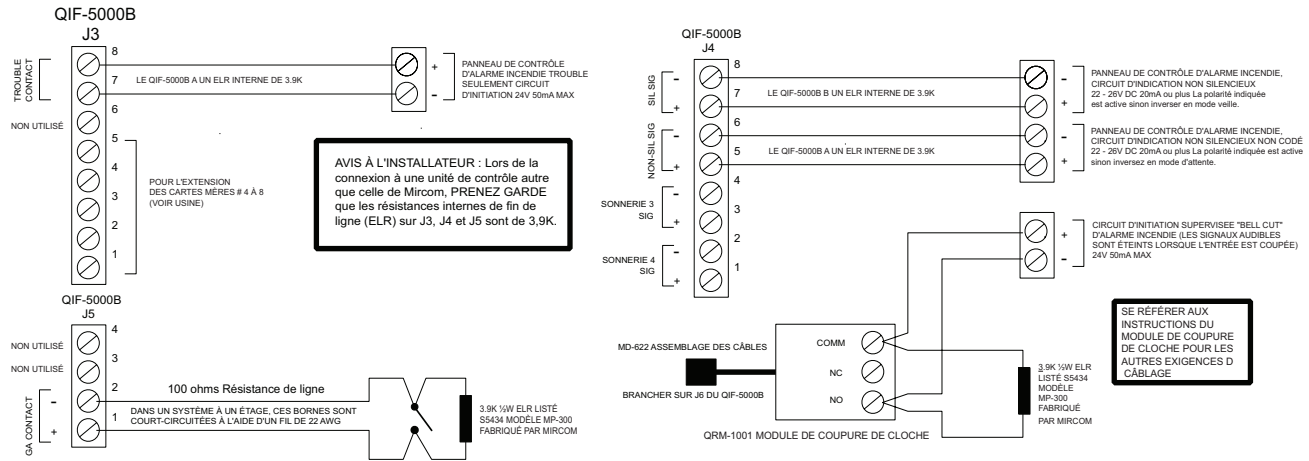 QIF-5000B
J3
8
7
6
5
4
3
2
1
TROUBLE
CONTACT
NON UTILISÉ
LE QIF-5000B A UN ELR INTERNE DE 3.9K
POUR L'EXTENSION
DES CARTES MÈRES # 4 À 8
(VOIR USINE)
+
-
PANNEAU DE CONTRÔLE
D'ALARME INCENDIE TROUBLE
SEULEMENT CIRCUIT
D'INITIATION 24V 50mA MAX
AVIS À L'INSTALLATEUR : Lors de la
connexion à une unité de contrôle autre
que celle de Mircom, PRENEZ GARDE
que les résistances internes de fin de
ligne (ELR) sur J3, J4 et J5 sont de 3,9K.
QIF-5000B
J5
4
3
2
1
NON UTILISÉ
NON UTILISÉ
GA CONTACT
-
+
100 ohms Résistance de ligne
DANS UN SYSTÈME À UN ÉTAGE, CES BORNES SONT
COURT-CIRCUITÉES À L'AIDE D'UN FIL DE 22 AWG
3.9K ½W ELR LISTÉ
S5434 MODÈLE MP-300
FABRIQUÉ PAR MIRCOM
QIF-5000B
J4
8
7
6
5
4
3
2
1
SIL SIG
-
+
NON-SIL SIG
-
+
SONNERIE 3
SIG
-
+
SONNERIE 4
SIG
-
+
LE QIF-5000B B UN ELR INTERNE DE 3.9K
LE QIF-5000B A UN ELR INTERNE DE 3.9K
-
+
-
+
PANNEAU DE CONTRÔLE D'ALARME INCENDIE,
CIRCUIT D'INDICATION NON SILENCIEUX
22 - 26V DC 20mA ou plus La polarité indiquée
est active sinon inverser en mode veille.
PANNEAU DE CONTRÔLE D'ALARME INCENDIE,
CIRCUIT D'INDICATION NON SILENCIEUX NON CODÉ
22 - 26V DC 20mA ou plus La polarité indiquée est active
sinon inversez en mode d'attente.
+
-
CIRCUIT D'INITIATION SUPERVISEE "BELL CUT"
D'ALARME INCENDIE (LES SIGNAUX AUDIBLES
SONT ÉTEINTS LORSQUE L'ENTRÉE EST COUPÉE)
24V 50mA MAX
MD-622 ASSEMBLAGE DES CÂBLES
BRANCHER SUR J6 DU QIF-5000B
COMM
NC
NO
QRM-1001 MODULE DE COUPURE DE CLOCHE
3.9K ½W ELR
LISTÉ S5434
MODÈLE
MP-300
FABRIQUÉ
PAR MIRCOM
SE RÉFÉRER AUX
INSTRUCTIONS DU
MODULE DE COUPURE
DE CLOCHE POUR LES
AUTRES EXIGENCES D
CÂBLAGE